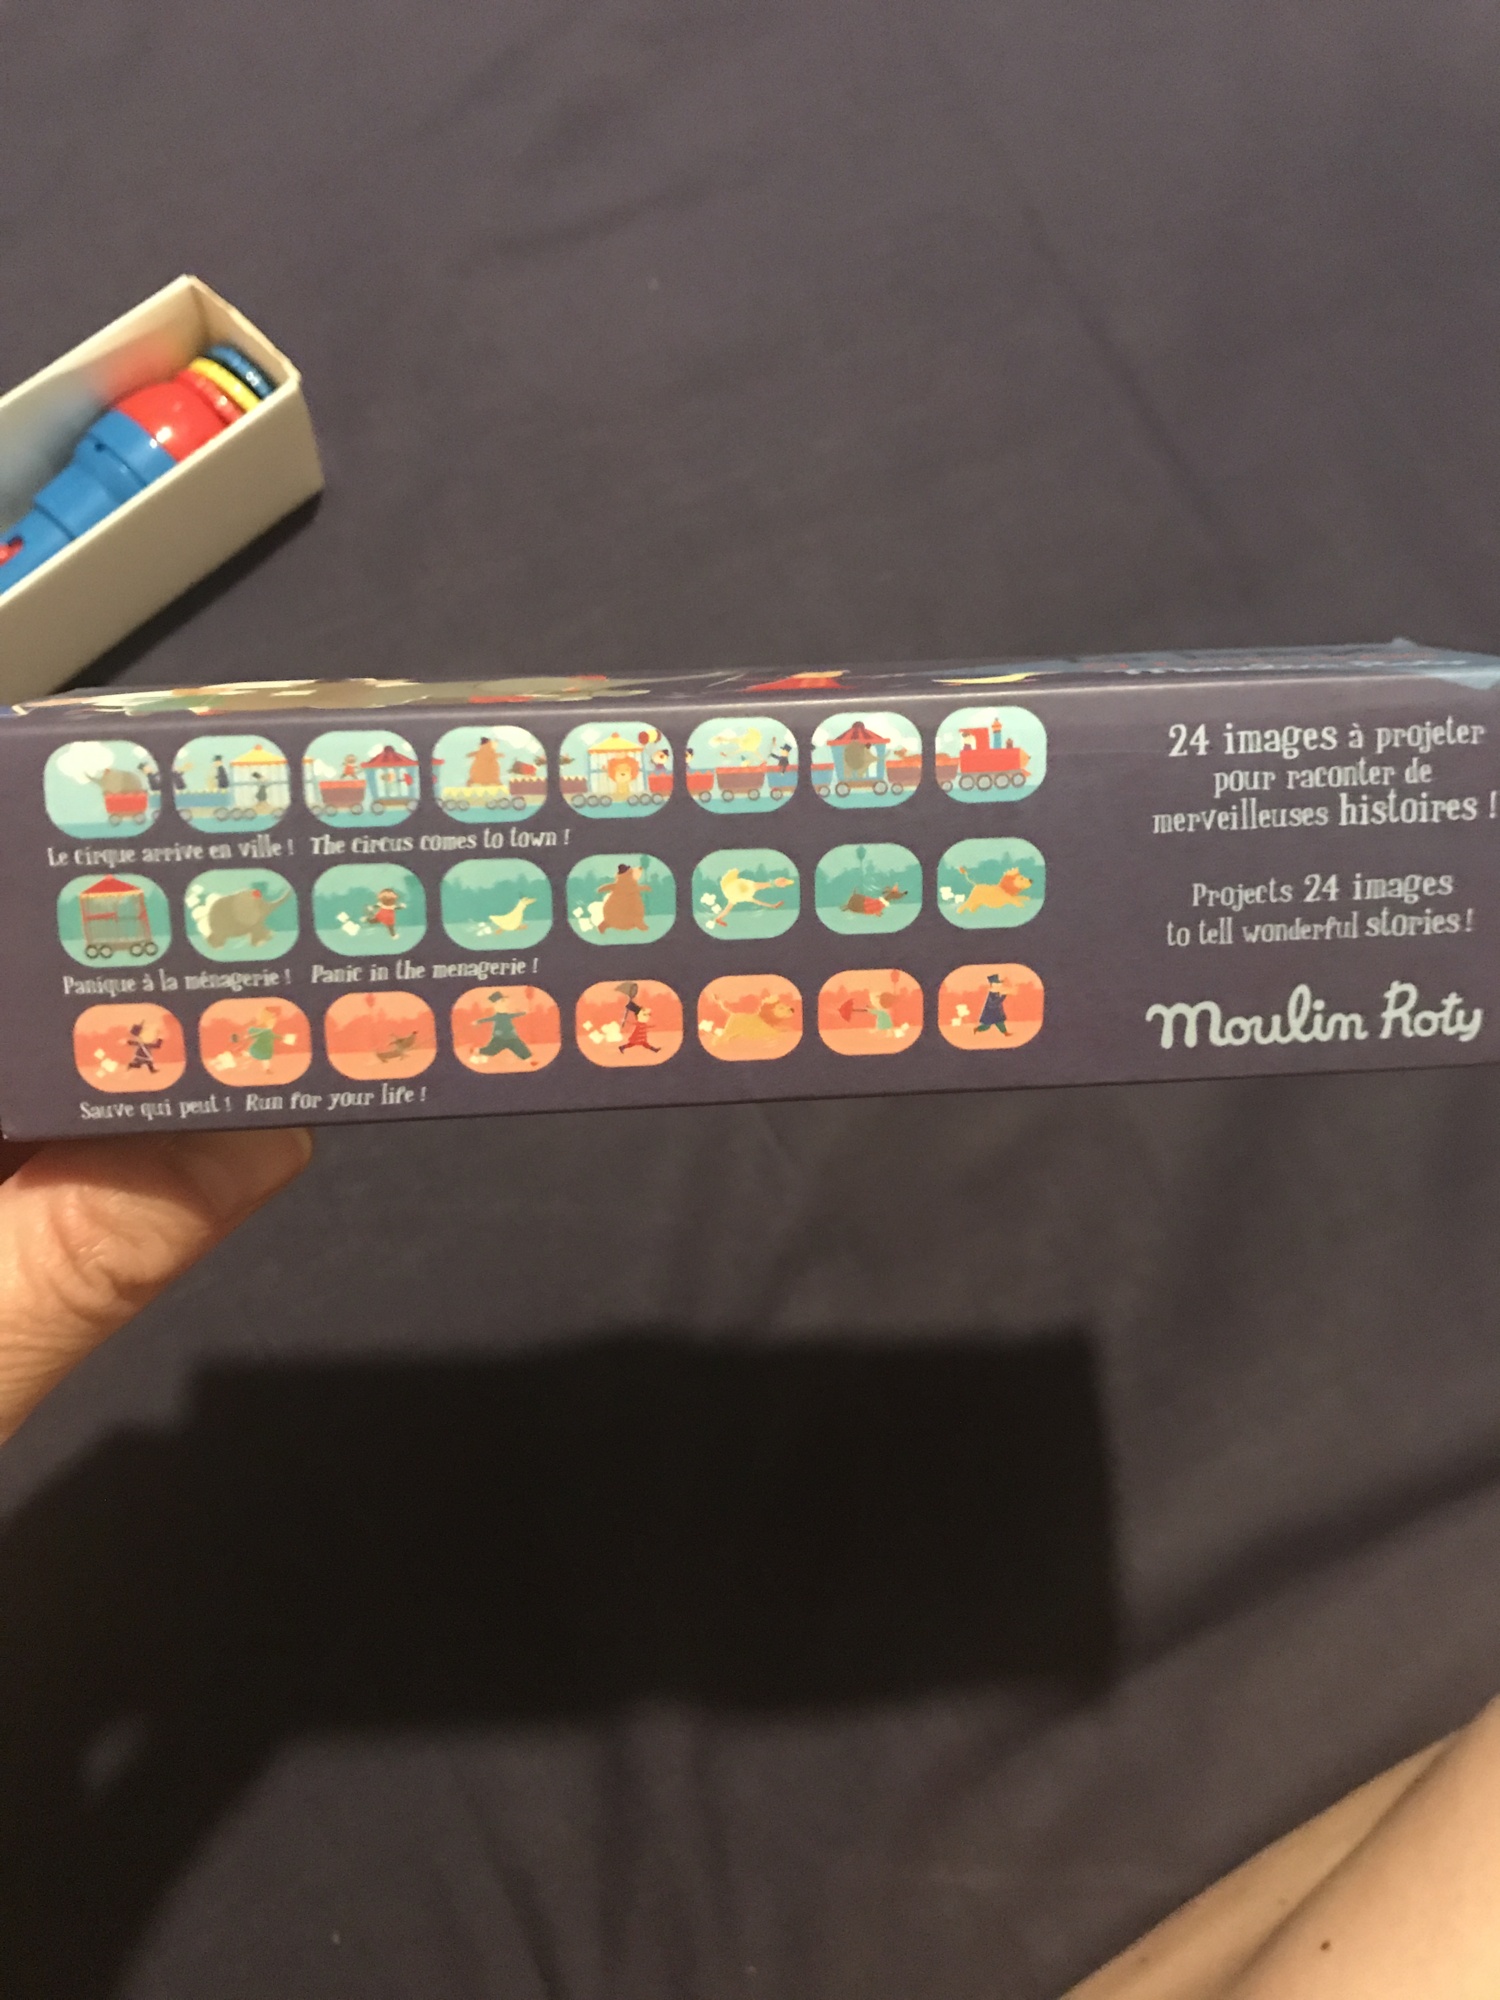 Le cirque arrive en ville ! The circus comes to town !
Panique à la ménagerie ! Panic in the menagerie !
Sauve qui peut ! Run for your life !
24 images à projeter
pour raconter de
merveilleuses histoires !
Projects 24 images
to tell wonderful stories !
Moulin Roty